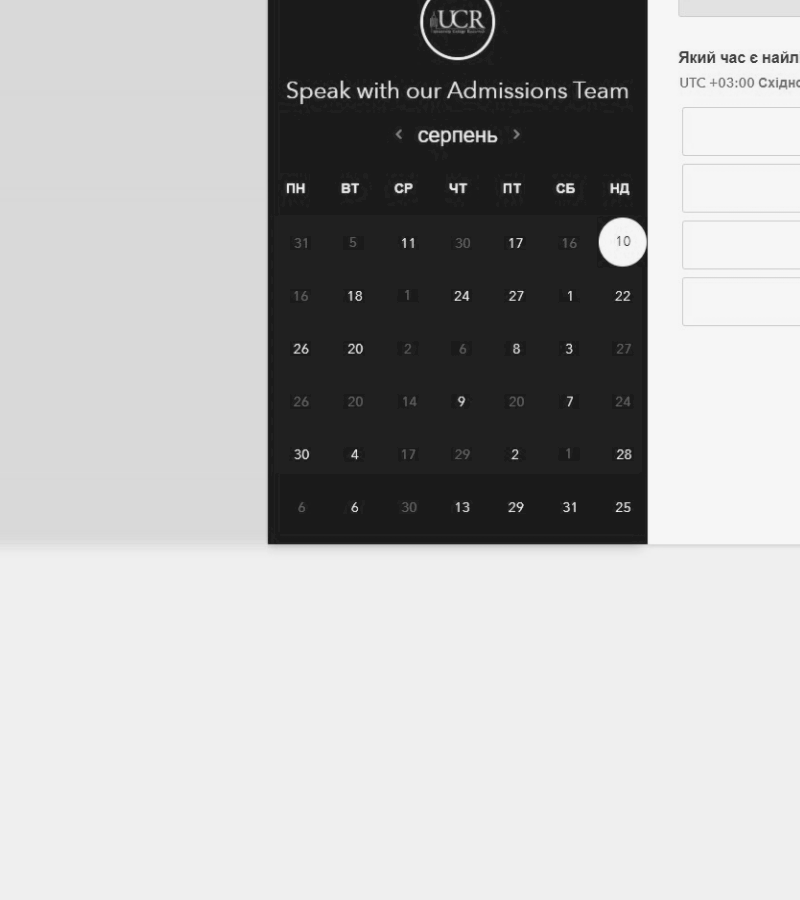 UCR
Speak with our Admissions Team
‹ серпень ›
ПН ВТ СР ЧТ ПТ СБ НД
31 5 11 30 17 16 10
16 18 1 24 27 1 22
26 20 2 6 8 3 27
26 20 14 9 20 7 24
30 4 17 29 2 1 28
6 6 30 13 29 31 25
Який час є
UTC +03:00